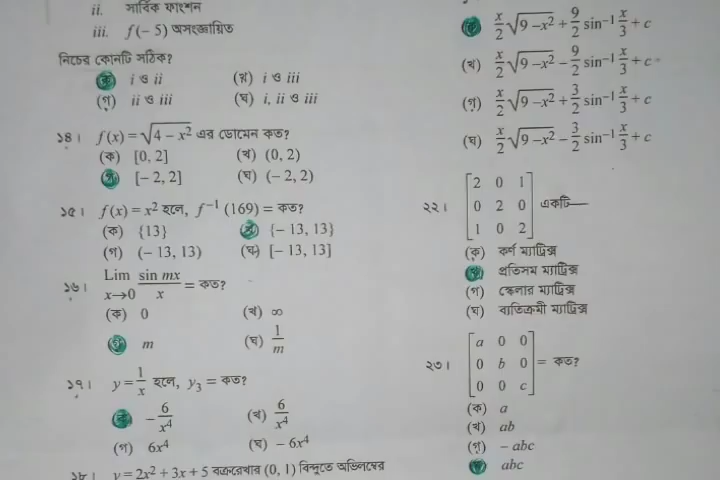 ii. সার্বিক ফাংশন
iii. f(− 5) অসংজ্ঞায়িত
নিচের কোনটি সঠিক?
(ক) i ও ii (খ) i ও iii
(গ) ii ও iii (ঘ) i, ii ও iii
১৪। f(x) = √(4 − x²) এর ডোমেন কত?
(ক) [0, 2] (খ) (0, 2)
[− 2, 2] (ঘ) (− 2, 2)
১৫। f(x) = x² হলে, f⁻¹ (169) = কত?
(ক) {13} {− 13, 13}
(গ) (− 13, 13) (ঘ) [− 13, 13]
১৬। Lim x→0 sin mx / x = কত?
(ক) 0 (খ) ∞
m (ঘ) 1/m
১৭। y = 1/x হলে, y₃ = কত?
− 6/x⁴ (খ) 6/x⁴
(গ) 6x⁴ (ঘ) − 6x⁴
১৮। y = 2x² + 3x + 5 বক্ররেখার (0, 1) বিন্দুতে অভিলম্বের
x/2 √(9 −x²) + 9/2 sin⁻¹ x/3 + c
(খ) x/2 √(9 −x²) − 9/2 sin⁻¹ x/3 + c
(গ) x/2 √(9 −x²) + 3/2 sin⁻¹ x/3 + c
(ঘ) x/2 √(9 −x²) − 3/2 sin⁻¹ x/3 + c
২২। [2 0 1
0 2 0
1 0 2] একটি—
(ক) কর্ণ ম্যাট্রিক্স
প্রতিসম ম্যাট্রিক্স
(গ) স্কেলার ম্যাট্রিক্স
(ঘ) ব্যতিক্রমী ম্যাট্রিক্স
২৩। [a 0 0
0 b 0
0 0 c] = কত?
(ক) a
(খ) ab
(গ) − abc
abc